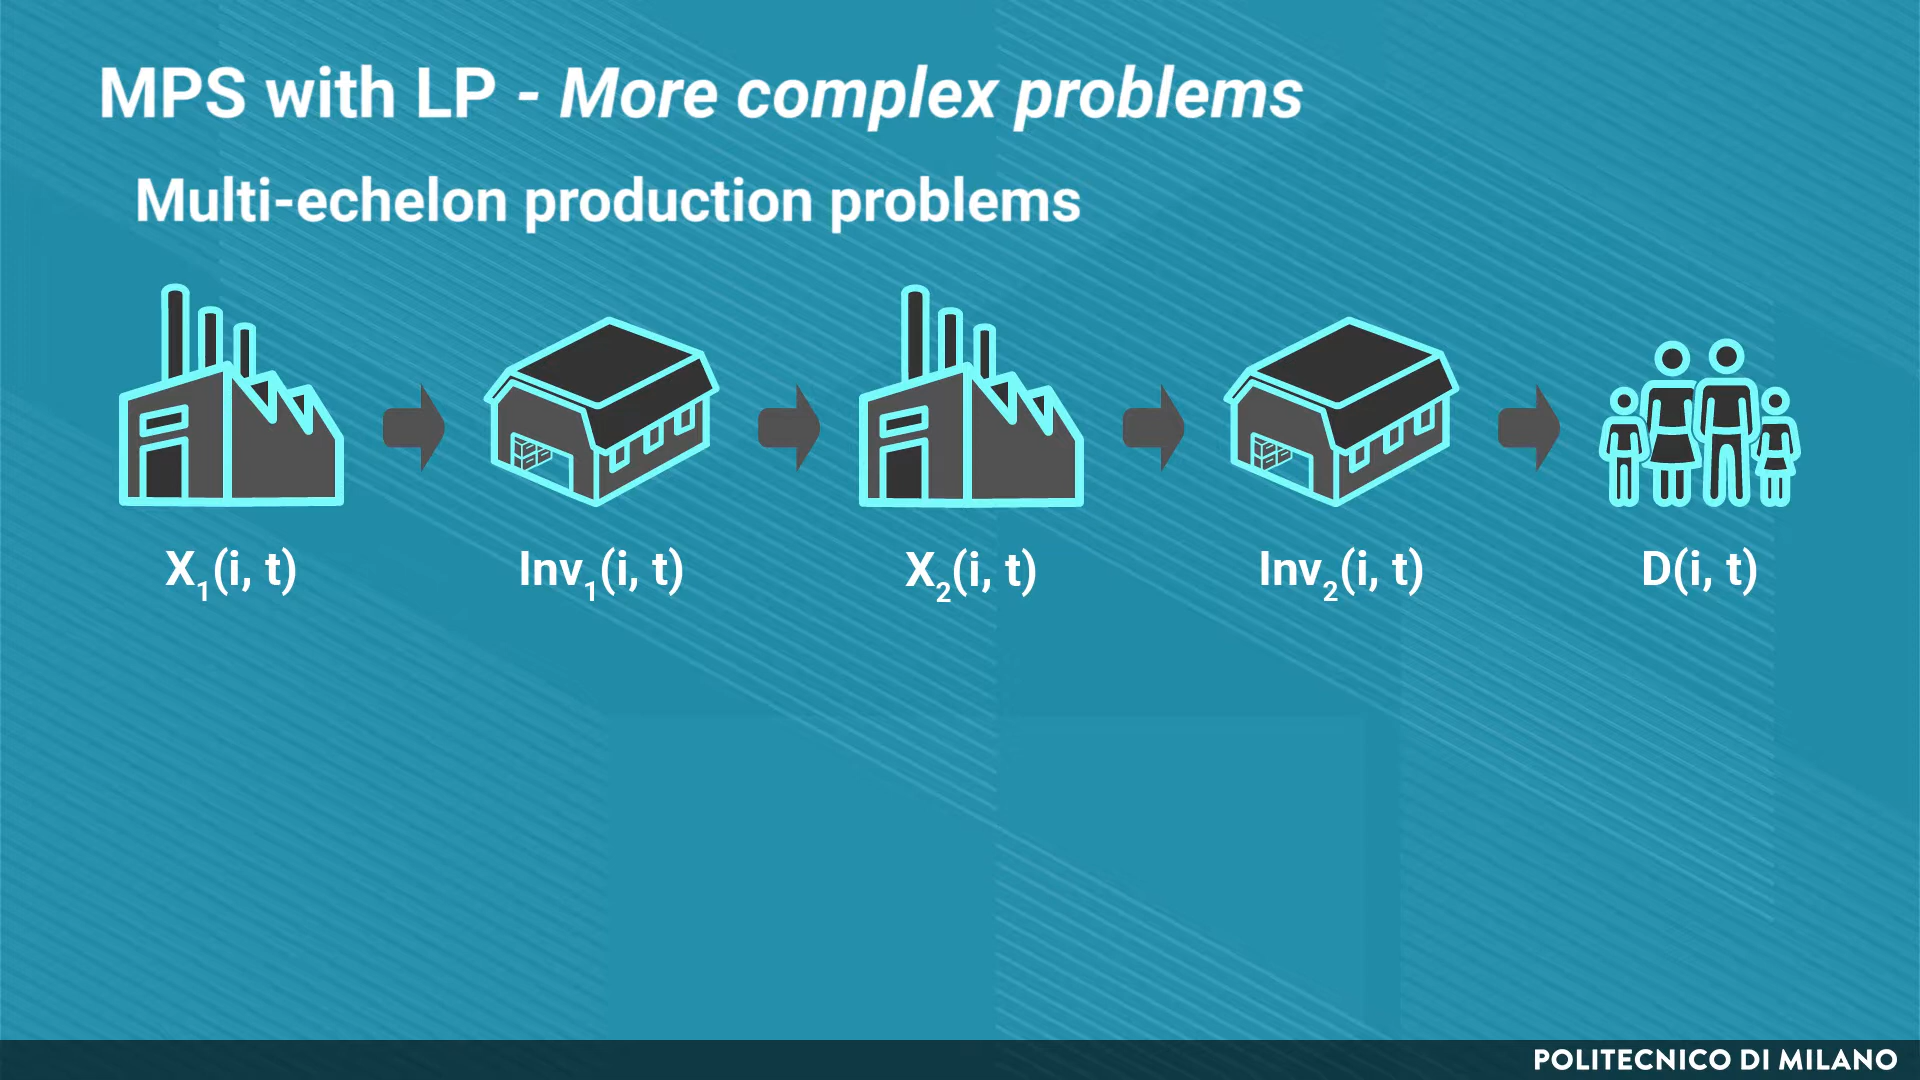 MPS with LP - More complex problems
Multi-echelon production problems
X₁(i, t) Inv₁(i, t) X₂(i, t) Inv₂(i, t) D(i, t)
POLITECNICO DI MILANO